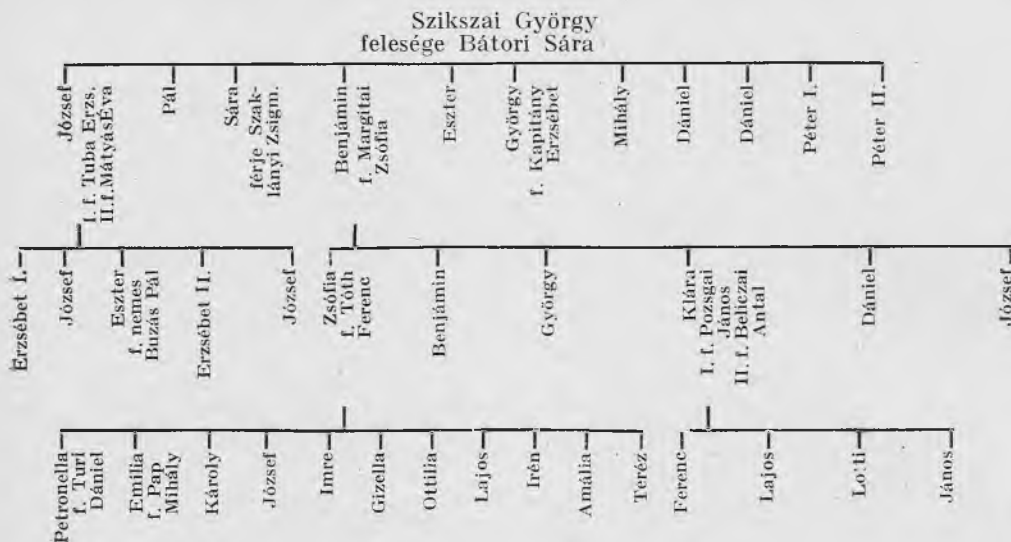 Szikszai György
felesége Bátori Sára
József
I. f. Tuba Erzs.
II.f.MátyásÉva
Pál
Sára
férje Szak-
lányi Zsigm.
Benjámin
f. Margitai
Zsófia
Eszter
György
f. Kapitány
Erzsébet
Mihály
Dániel
Dániel
Péter I.
Péter II.
Erzsébet I.
József
Eszter
f. nemes
Buzás Pál
Erzsébet II.
József
Zsófia
f. Tóth
Ferenc
Benjámin
György
Klára
I. f. Pozsgai
János
II. f. Beliczai
Antal
Dániel
József
Petronella
f. Turi
Dániel
Emilia
f. Pap
Mihály
Károly
József
Imre
Gizella
Ottilia
Lajos
Irén
Amália
Teréz
Ferenc
Lajos
Lotti
János